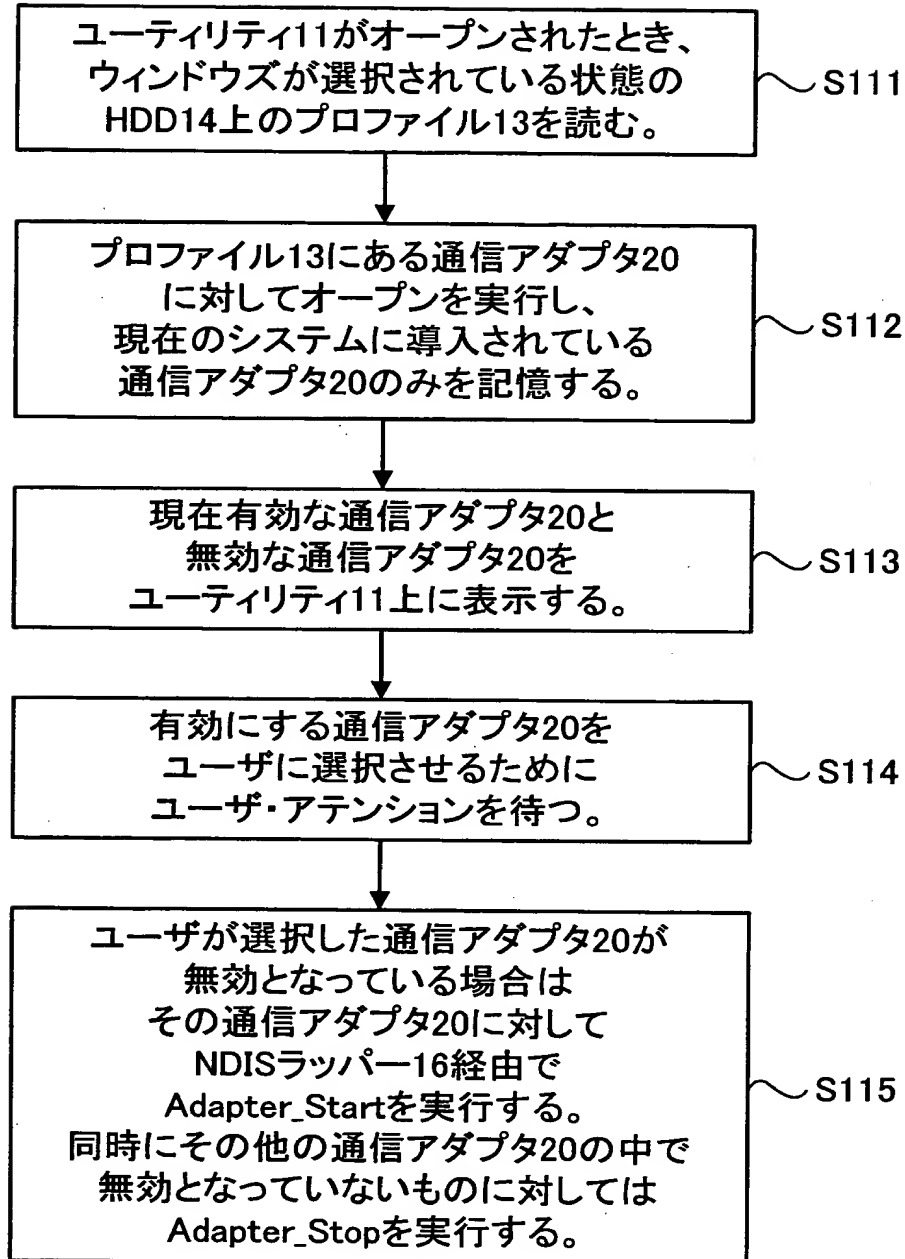 ユーティリティ11がオープンされたとき、
ウィンドウズが選択されている状態の
HDD14上のプロファイル13を読む。
S111
プロファイル13にある通信アダプタ20
に対してオープンを実行し、
現在のシステムに導入されている
通信アダプタ20のみを記憶する。
S112
現在有効な通信アダプタ20と
無効な通信アダプタ20を
ユーティリティ11上に表示する。
S113
有効にする通信アダプタ20を
ユーザに選択させるために
ユーザ・アテンションを待つ。
S114
ユーザが選択した通信アダプタ20が
無効となっている場合は
その通信アダプタ20に対して
NDISラッパー16経由で
Adapter_Startを実行する。
同時にその他の通信アダプタ20の中で
無効となっていないものに対しては
Adapter_Stopを実行する。
S115